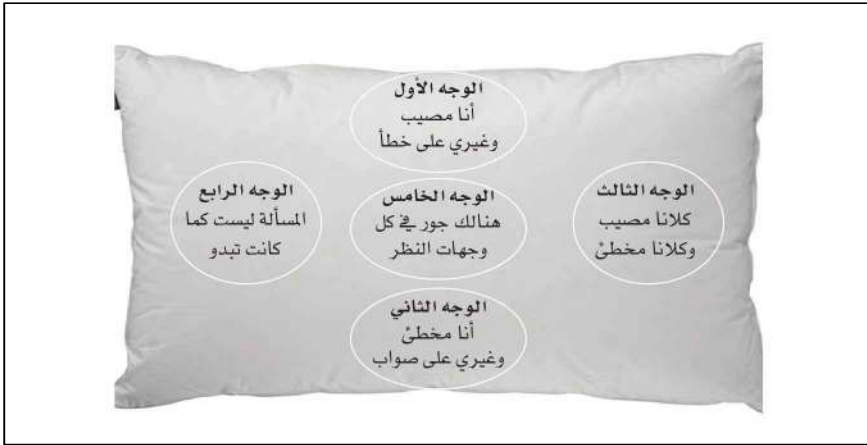 الوجه الأول
أنا مصيب
وغيري على خطأ
الوجه الثالث
كلانا مصيب
وكلانا مخطئ
الوجه الخامس
هنالك جور في كل
وجهات النظر
الوجه الرابع
المسألة ليست كما
كانت تبدو
الوجه الثاني
أنا مخطئ
وغيري على صواب